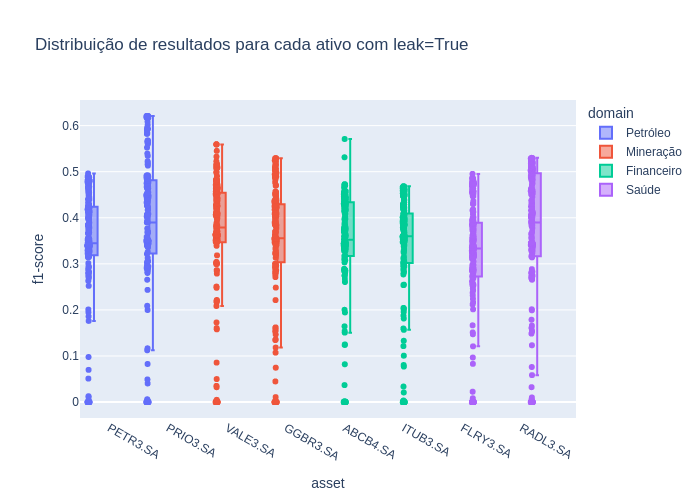 Distribuição de resultados para cada ativo com leak=True
domain
Petróleo
Mineração
Financeiro
Saúde
f1-score
0.6
0.5
0.4
0.3
0.2
0.1
0
PETR3.SA
PRIO3.SA
VALE3.SA
GGBR3.SA
ABCB4.SA
ITUB3.SA
FLRY3.SA
RADL3.SA
asset